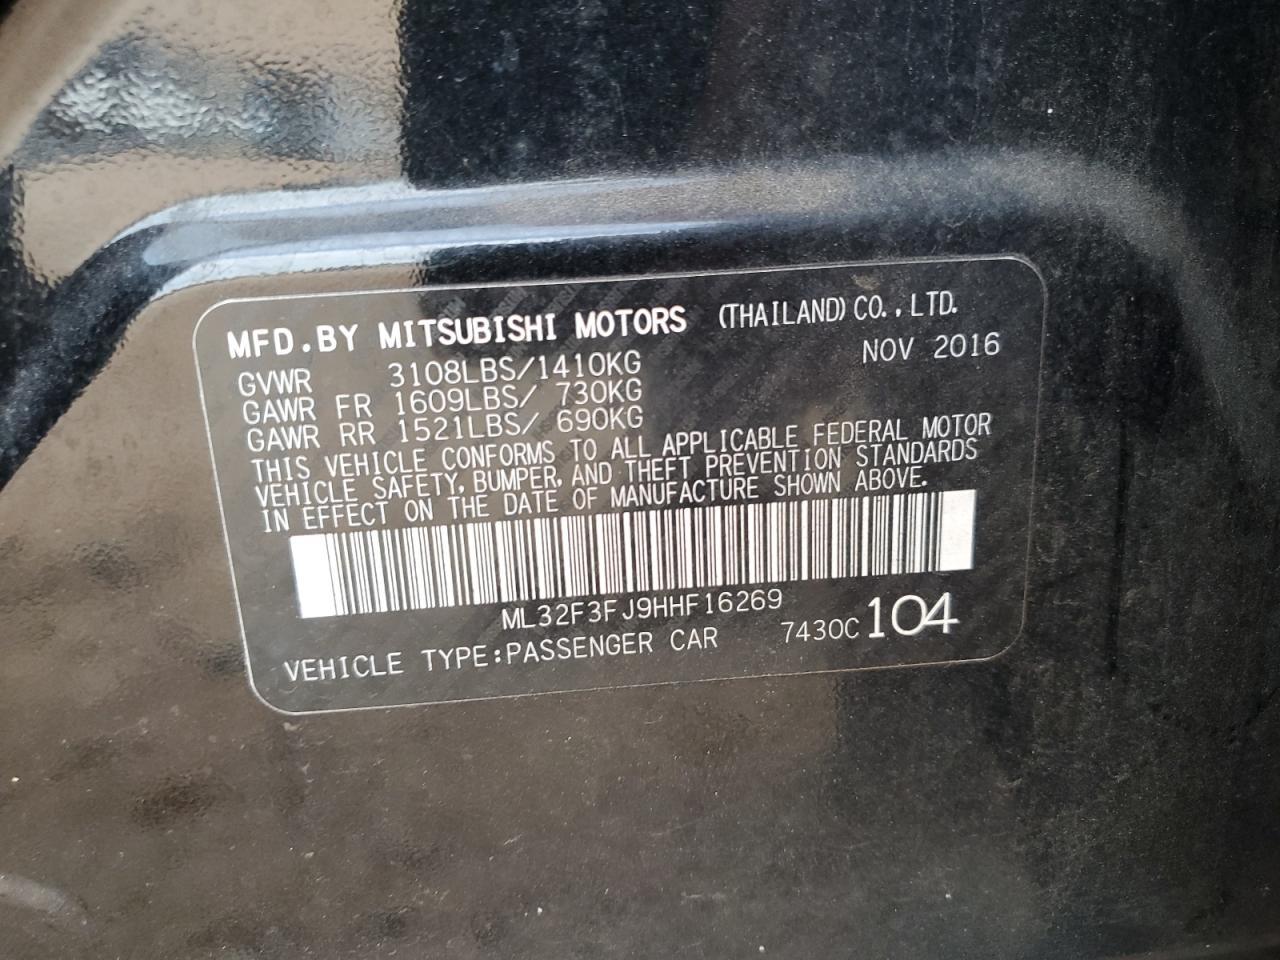 MFD.BY MITSUBISHI MOTORS (THAILAND) CO.,LTD.
NOV 2016
GVWR 3108LBS/1410KG
GAWR FR 1609LBS/ 730KG
GAWR RR 1521LBS/ 690KG
THIS VEHICLE CONFORMS TO ALL APPLICABLE FEDERAL MOTOR
VEHICLE SAFETY, BUMPER, AND THEFT PREVENTION STANDARDS
IN EFFECT ON THE DATE OF MANUFACTURE SHOWN ABOVE.
ML32F3FJ9HHF16269
VEHICLE TYPE:PASSENGER CAR 7430C 104